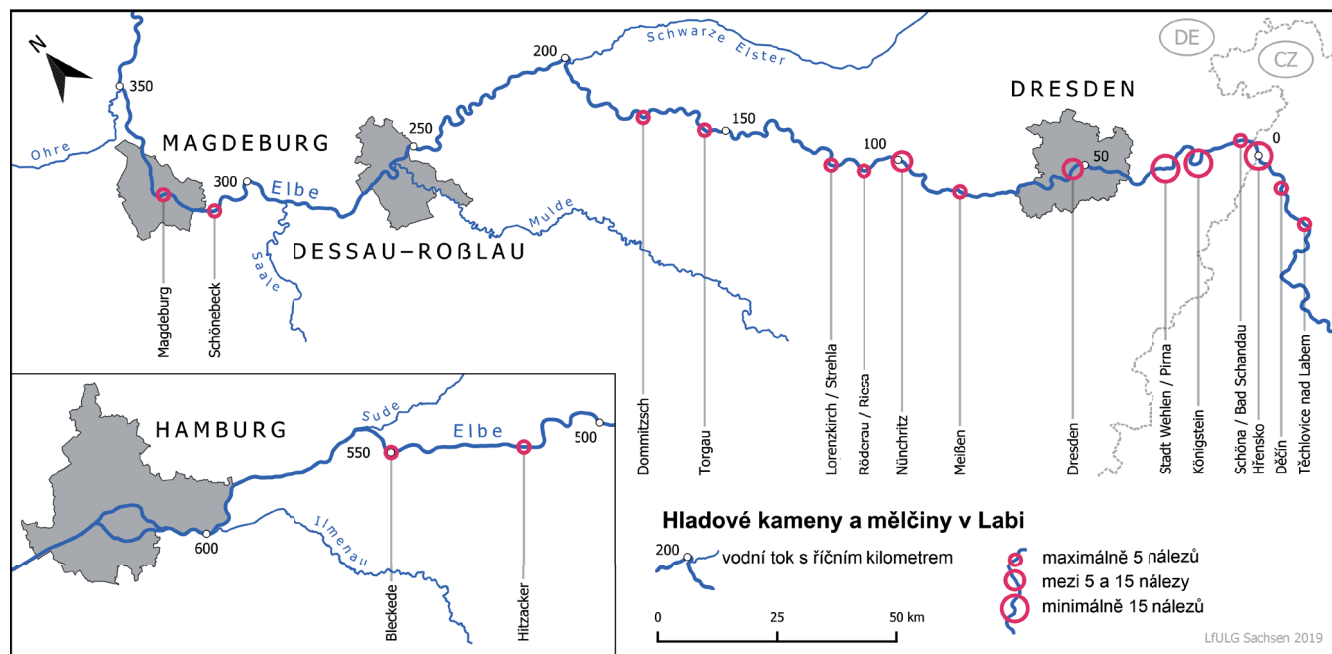 N
350
Ohre
MAGDEBURG
300
Elbe
Saale
DESSAU–ROßLAU
250
Mulde
200
Schwarze Elster
150
100
DRESDEN
50
0
DE
CZ
Magdeburg
Schönebeck
Dommitzsch
Torgau
Lorenzkirch / Strehla
Röderau / Riesa
Nünchritz
Meißen
Dresden
Stadt Wehlen / Pirna
Königstein
Schöna / Bad Schandau
Hřensko
Děčín
Těchlovice nad Labem
HAMBURG
Sude
Elbe
500
550
600
Ilmenau
Bleckede
Hitzacker
Hladové kameny a mělčiny v Labi
200
vodní tok s říčním kilometrem
0 25 50 km
maximálně 5 nálezů
mezi 5 a 15 nálezy
minimálně 15 nálezů
LfULG Sachsen 2019